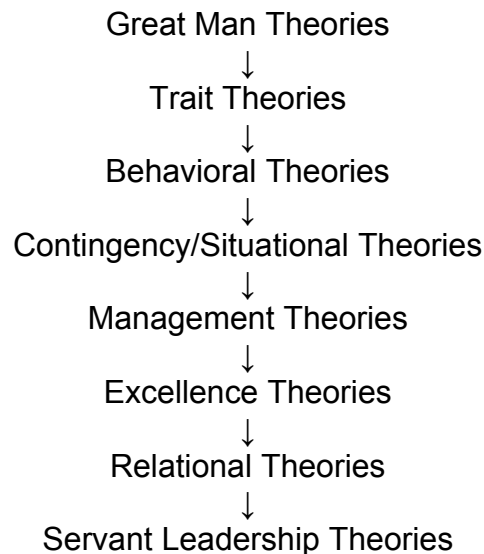 Great Man Theories
↓
Trait Theories
↓
Behavioral Theories
↓
Contingency/Situational Theories
↓
Management Theories
↓
Excellence Theories
↓
Relational Theories
↓
Servant Leadership Theories